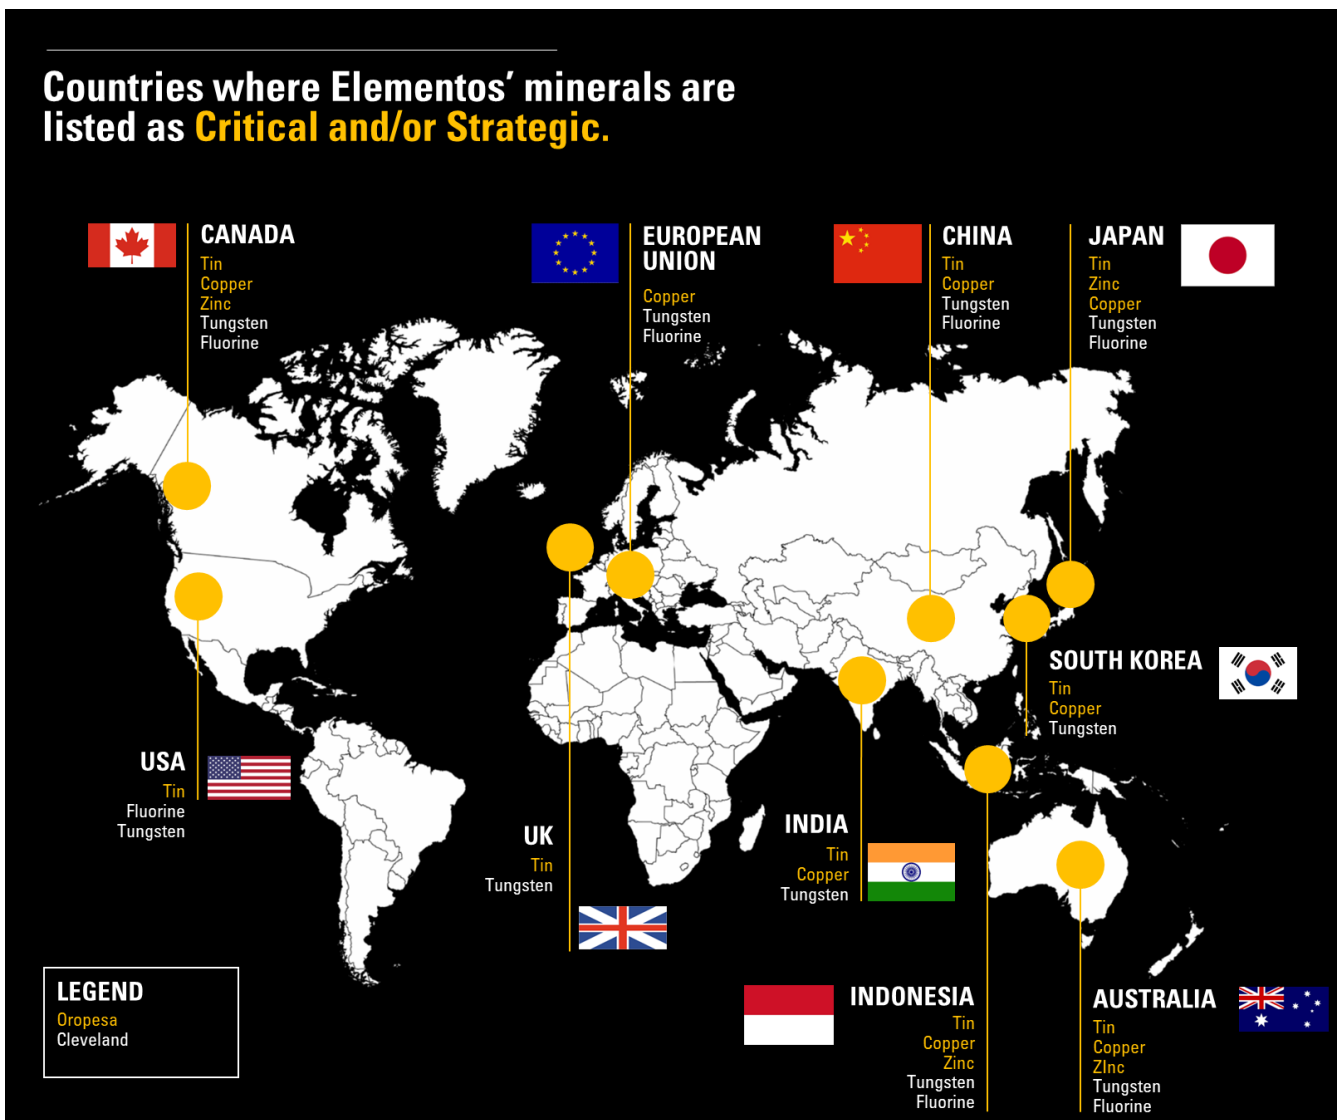 Countries where Elementos’ minerals are
listed as Critical and/or Strategic.
CANADA
Tin
Copper
Zinc
Tungsten
Fluorine
EUROPEAN
UNION
Copper
Tungsten
Fluorine
CHINA
Tin
Copper
Tungsten
Fluorine
JAPAN
Tin
Zinc
Copper
Tungsten
Fluorine
SOUTH KOREA
Tin
Copper
Tungsten
USA
Tin
Fluorine
Tungsten
UK
Tin
Tungsten
INDIA
Tin
Copper
Tungsten
INDONESIA
Tin
Copper
Zinc
Tungsten
Fluorine
AUSTRALIA
Tin
Copper
ZInc
Tungsten
Fluorine
LEGEND
Oropesa
Cleveland